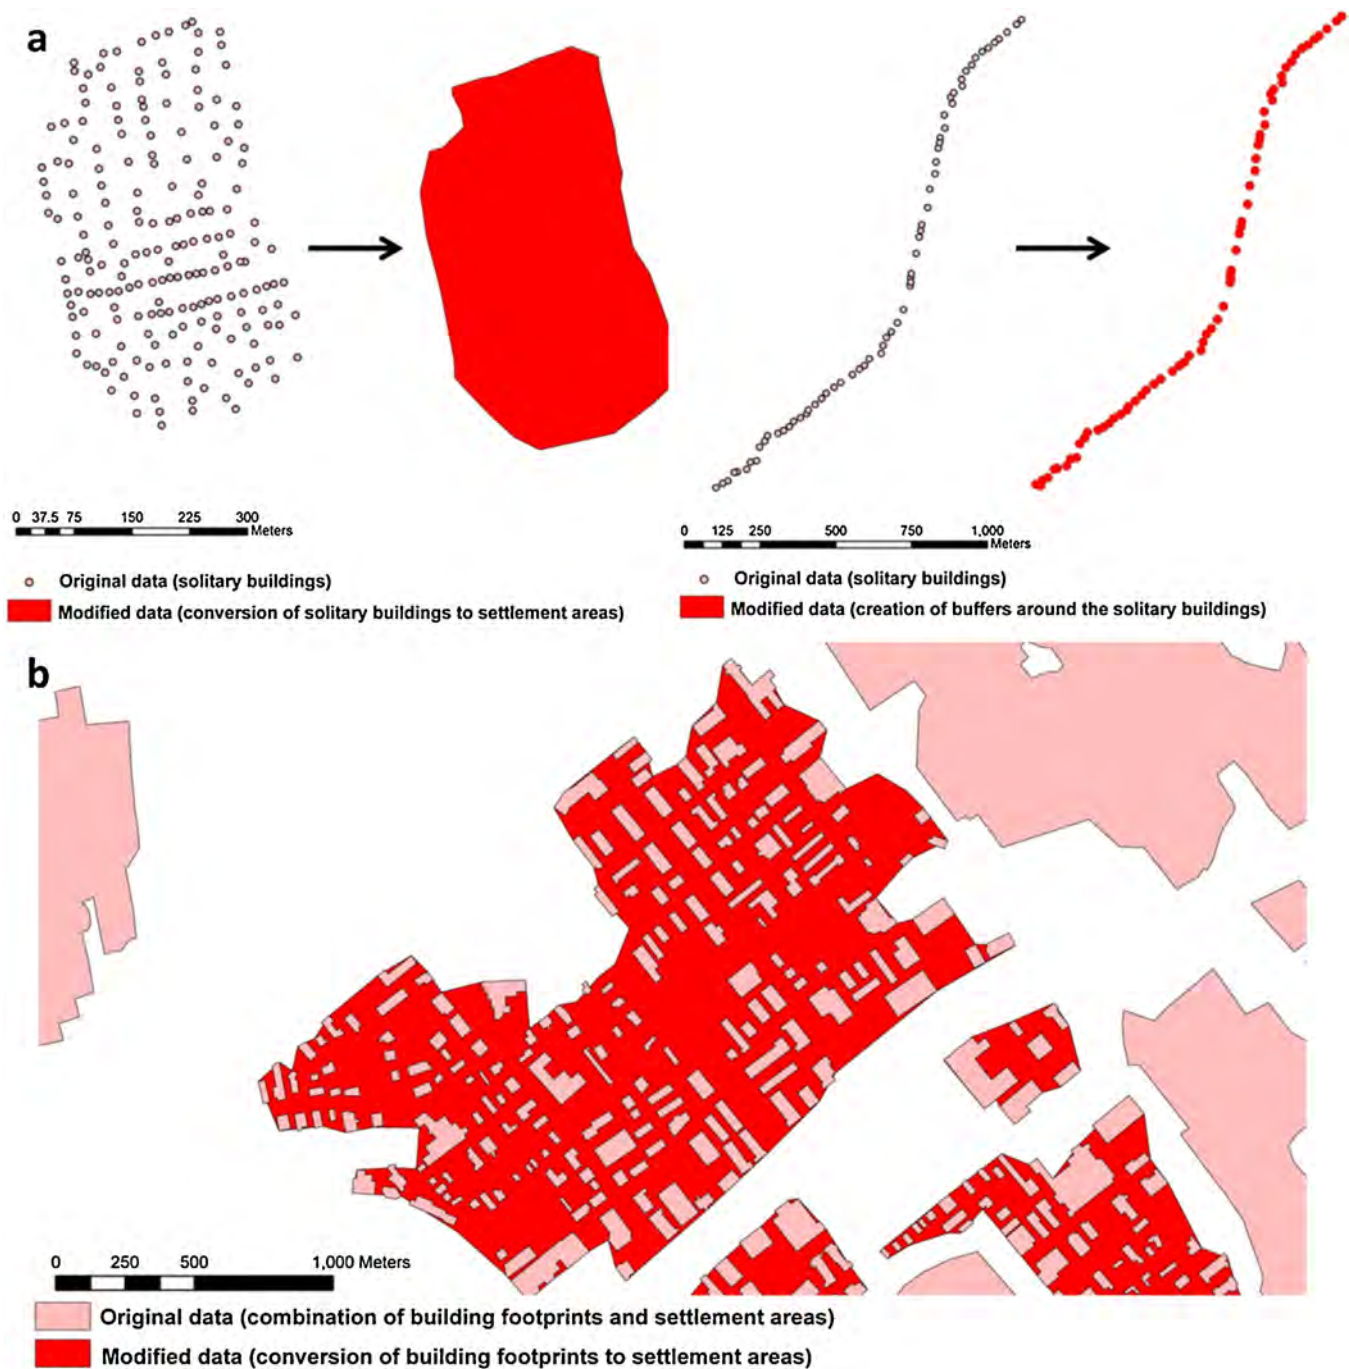 a
0 37.5 75 150 225 300
Meters
Original data (solitary buildings)
Modified data (conversion of solitary buildings to settlement areas)
0 125 250 500 750 1,000
Meters
Original data (solitary buildings)
Modified data (creation of buffers around the solitary buildings)
b
0 250 500 1,000 Meters
Original data (combination of building footprints and settlement areas)
Modified data (conversion of building footprints to settlement areas)